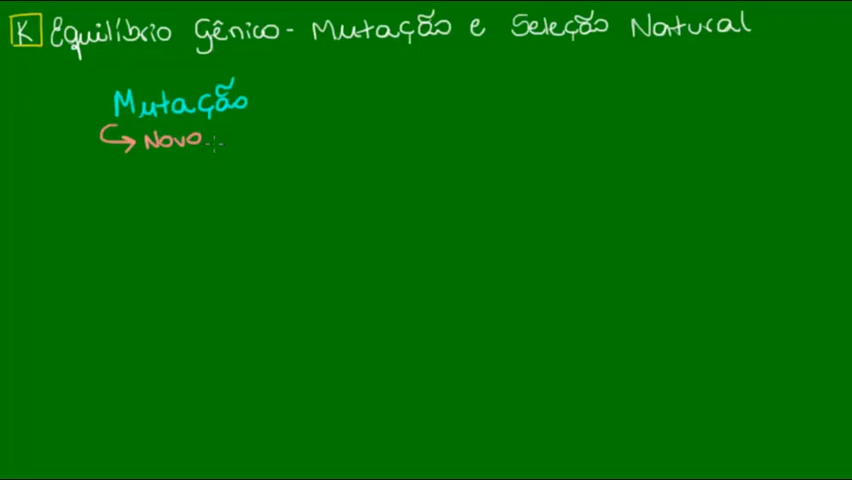 K Equilíbrio Gênico - Mutação e Seleção Natural
Mutação
↳ Novo